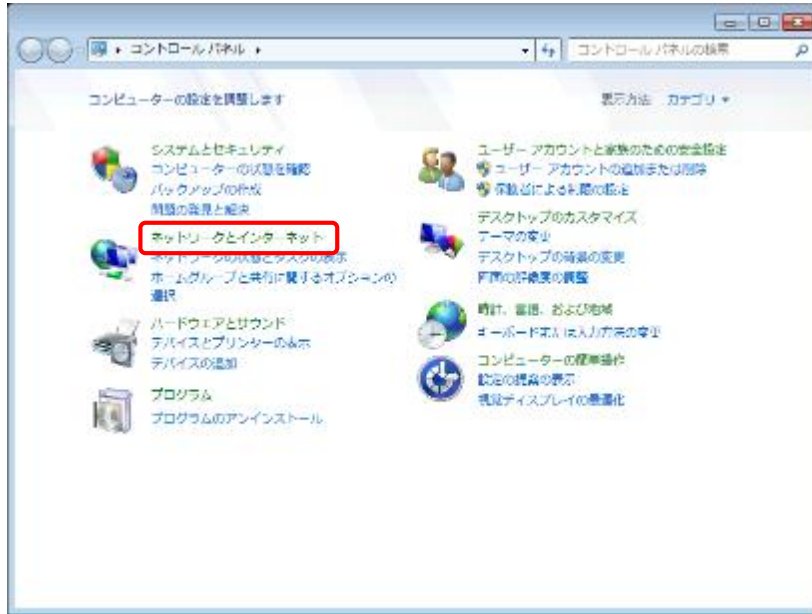 コントロール パネル
コントロール パネルの検索
コンピューターの設定を調整します
表示方法: カテゴリ
システムとセキュリティ
コンピューターの状態を確認
バックアップの作成
問題の発見と解決
ネットワークとインターネット
ネットワークの状態とタスクの表示
ホームグループと共有に関するオプションの
選択
ハードウェアとサウンド
デバイスとプリンターの表示
デバイスの追加
プログラム
プログラムのアンインストール
ユーザー アカウントと家族のための安全設定
ユーザー アカウントの追加または削除
保護者による制限の設定
デスクトップのカスタマイズ
テーマの変更
デスクトップの背景の変更
画面の解像度の調整
時計、言語、および地域
キーボードまたは入力方法の変更
コンピューターの簡単操作
設定の提案の表示
視覚ディスプレイの最適化